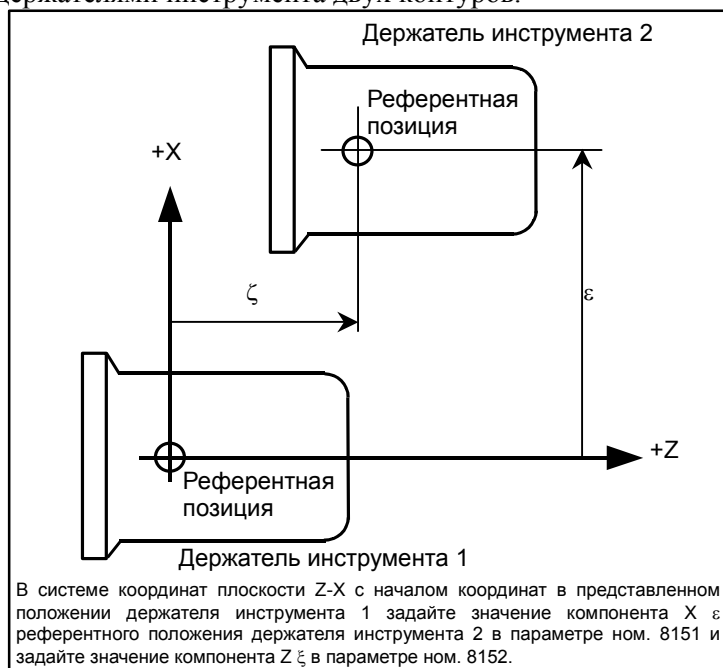 держателями инструмента двух контуров.
Держатель инструмента 2
Референтная
позиция
+X
ζ
ε
+Z
Референтная
позиция
Держатель инструмента 1
В системе координат плоскости Z-X с началом координат в представленном
положении держателя инструмента 1 задайте значение компонента X ε
референтного положения держателя инструмента 2 в параметре ном. 8151 и
задайте значение компонента Z ξ в параметре ном. 8152.